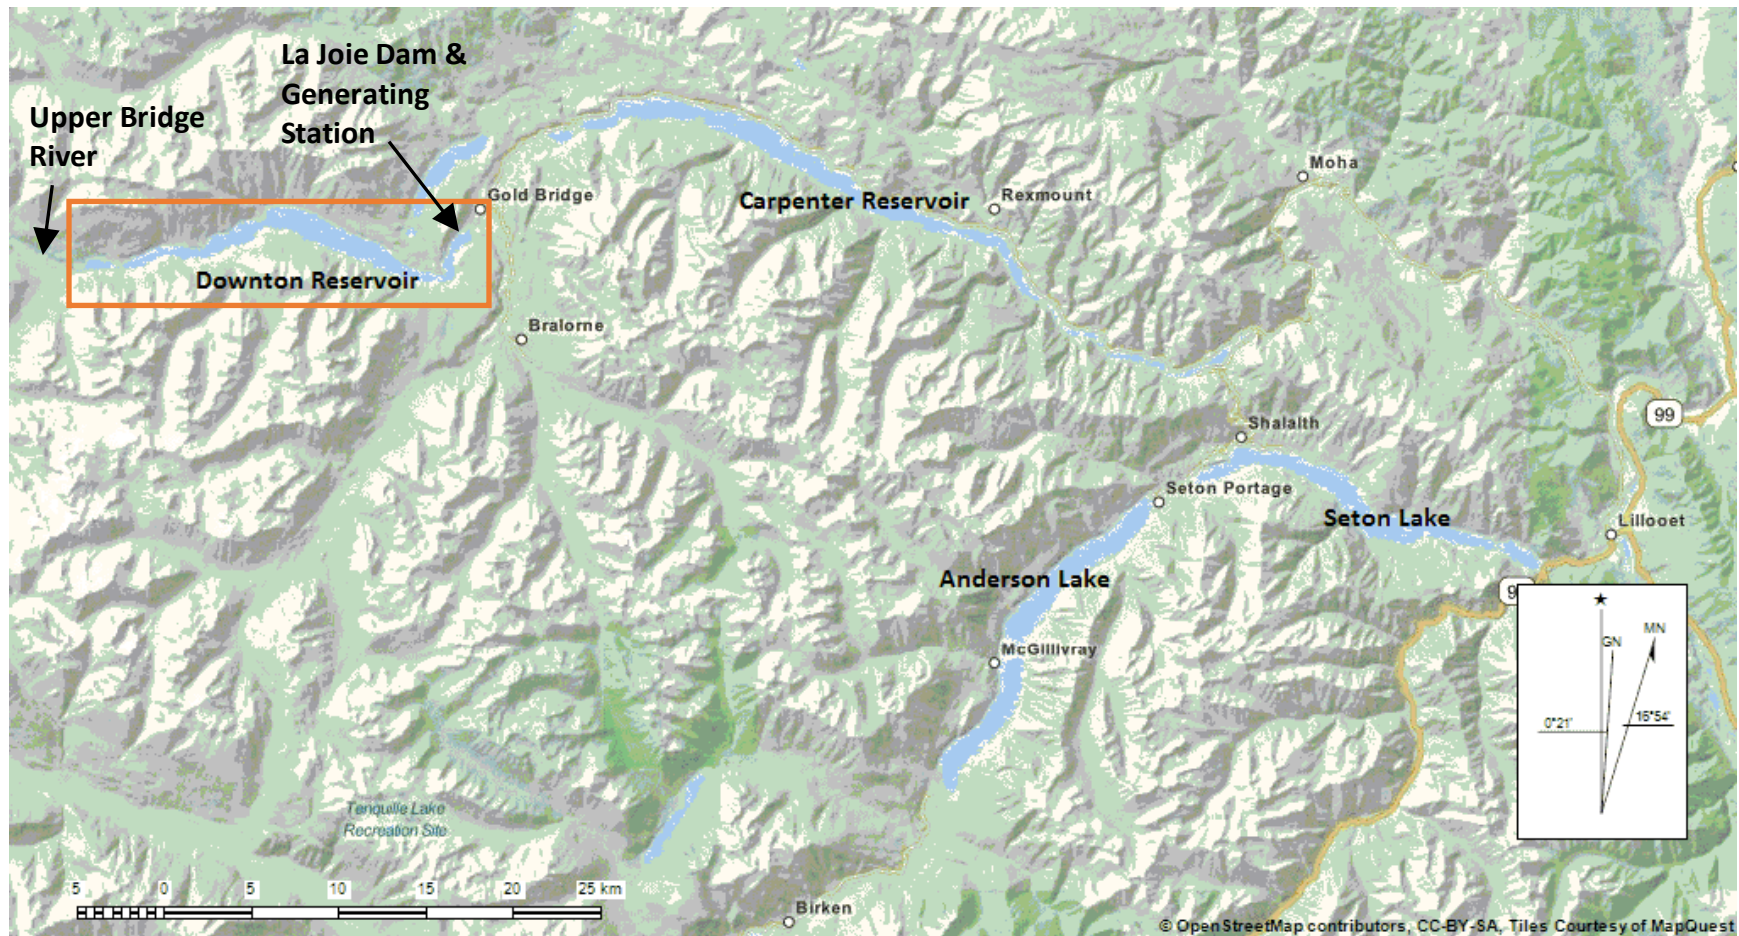 La Joie Dam &
Generating
Station
Upper Bridge
River
Gold Bridge
Carpenter Reservoir
Rexmount
Moha
Downton Reservoir
Bralorne
99
Shalalth
Seton Portage
Seton Lake
Lillooet
Anderson Lake
McGillivray
GN
MN
0°21'
16°54'
Tenquille Lake
Recreation Site
5 0 5 10 15 20 25 km
Birken
© OpenStreetMap contributors, CC-BY-SA, Tiles Courtesy of MapQuest